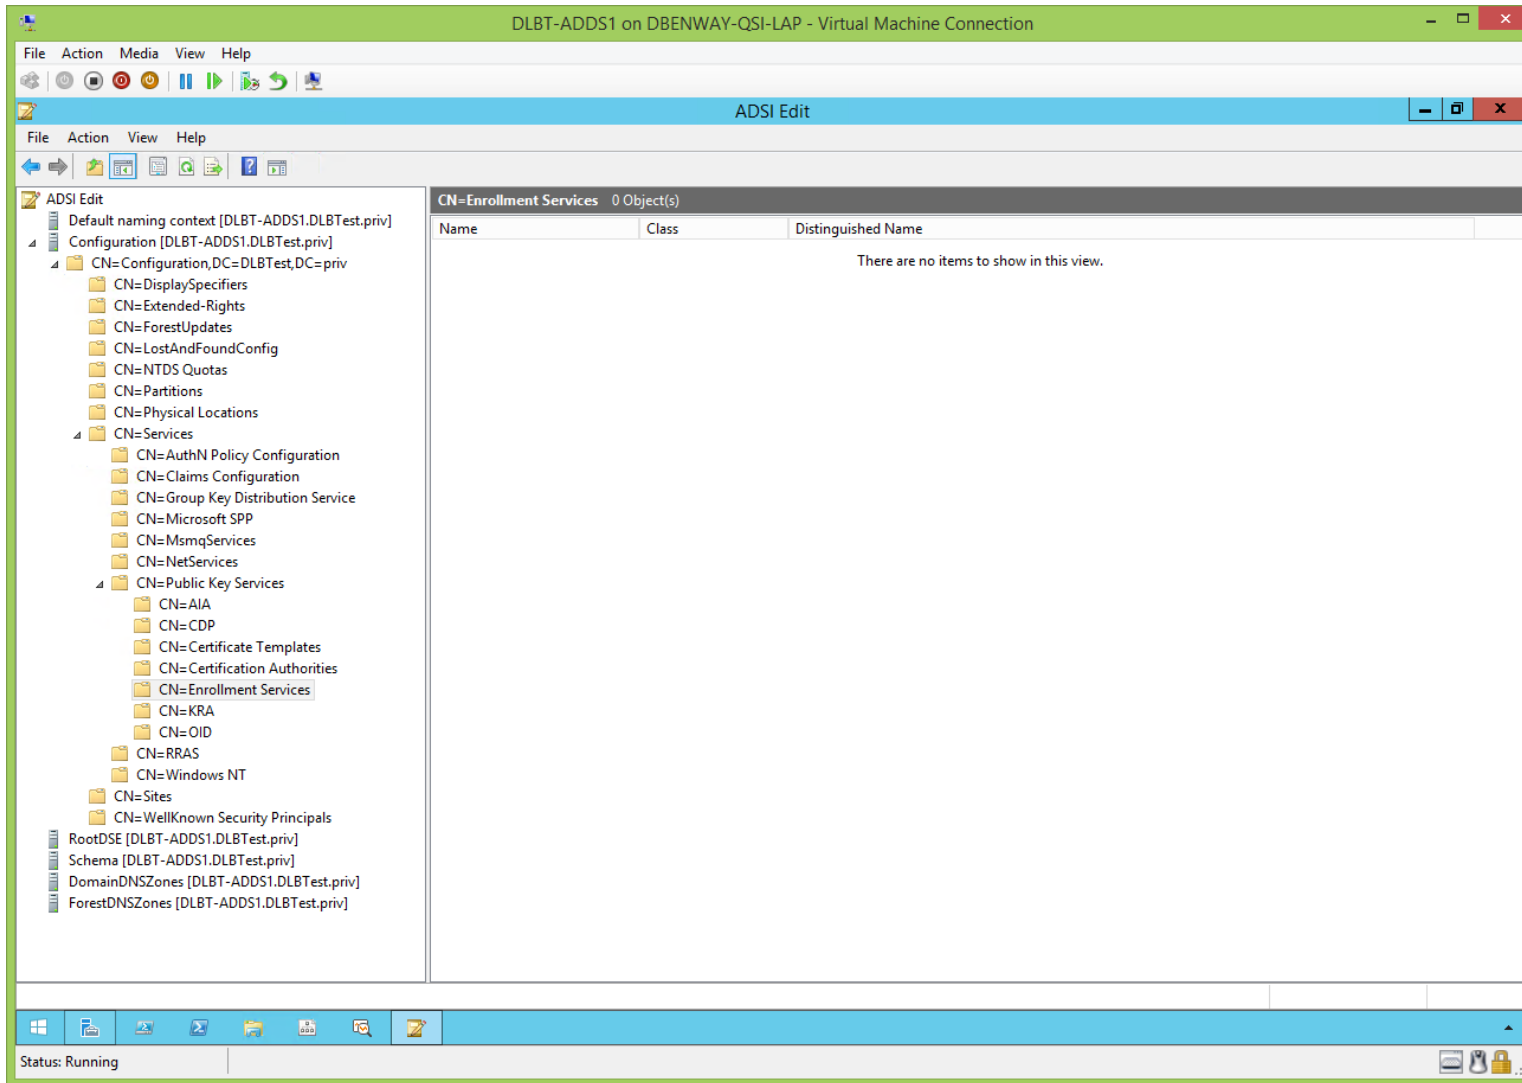 DLBT-ADDS1 on DBENWAY-QSI-LAP - Virtual Machine Connection
File Action Media View Help
ADSI Edit
File Action View Help
ADSI Edit
Default naming context [DLBT-ADDS1.DLBTest.priv]
Configuration [DLBT-ADDS1.DLBTest.priv]
CN=Configuration,DC=DLBTest,DC=priv
CN=DisplaySpecifiers
CN=Extended-Rights
CN=ForestUpdates
CN=LostAndFoundConfig
CN=NTDS Quotas
CN=Partitions
CN=Physical Locations
CN=Services
CN=AuthN Policy Configuration
CN=Claims Configuration
CN=Group Key Distribution Service
CN=Microsoft SPP
CN=MsmqServices
CN=NetServices
CN=Public Key Services
CN=AIA
CN=CDP
CN=Certificate Templates
CN=Certification Authorities
CN=Enrollment Services
CN=KRA
CN=OID
CN=RRAS
CN=Windows NT
CN=Sites
CN=WellKnown Security Principals
RootDSE [DLBT-ADDS1.DLBTest.priv]
Schema [DLBT-ADDS1.DLBTest.priv]
DomainDNSZones [DLBT-ADDS1.DLBTest.priv]
ForestDNSZones [DLBT-ADDS1.DLBTest.priv]
CN=Enrollment Services 0 Object(s)
Name Class Distinguished Name
There are no items to show in this view.
Status: Running